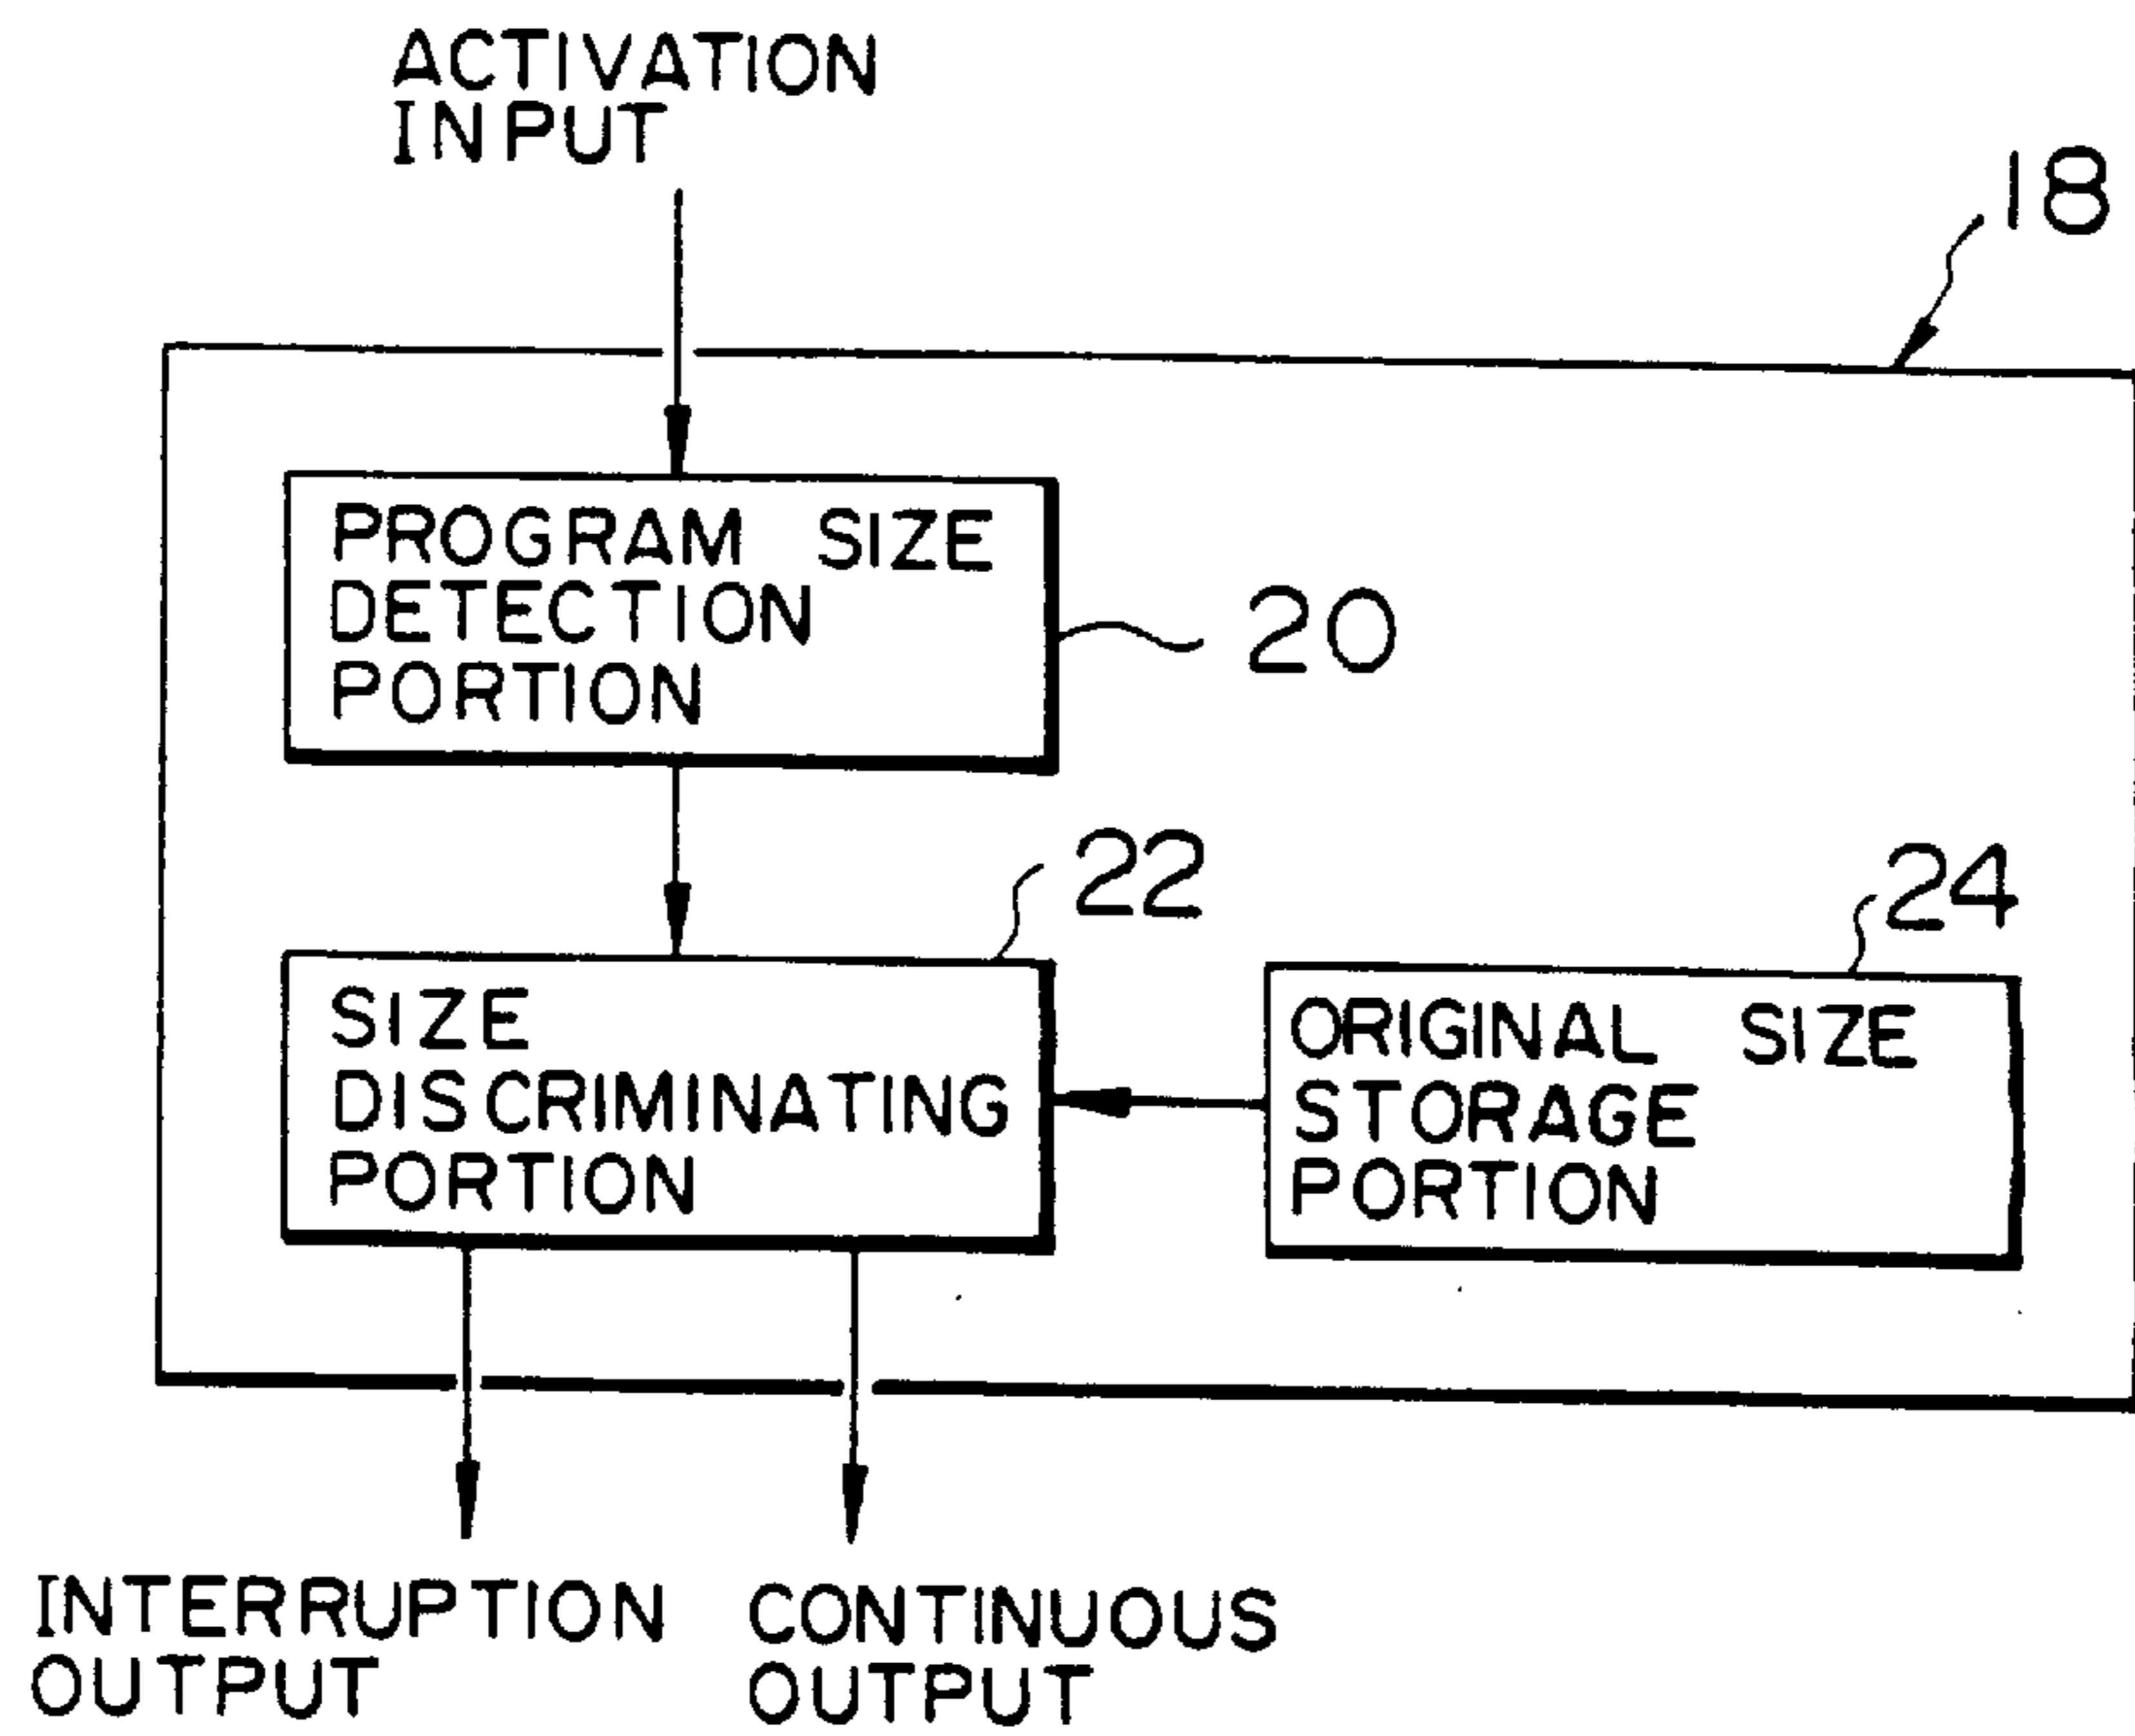 ACTIVATION
INPUT
18
PROGRAM SIZE
DETECTION
PORTION
20
22
24
SIZE
DISCRIMINATING
PORTION
ORIGINAL SIZE
STORAGE
PORTION
INTERRUPTION
OUTPUT
CONTINUOUS
OUTPUT